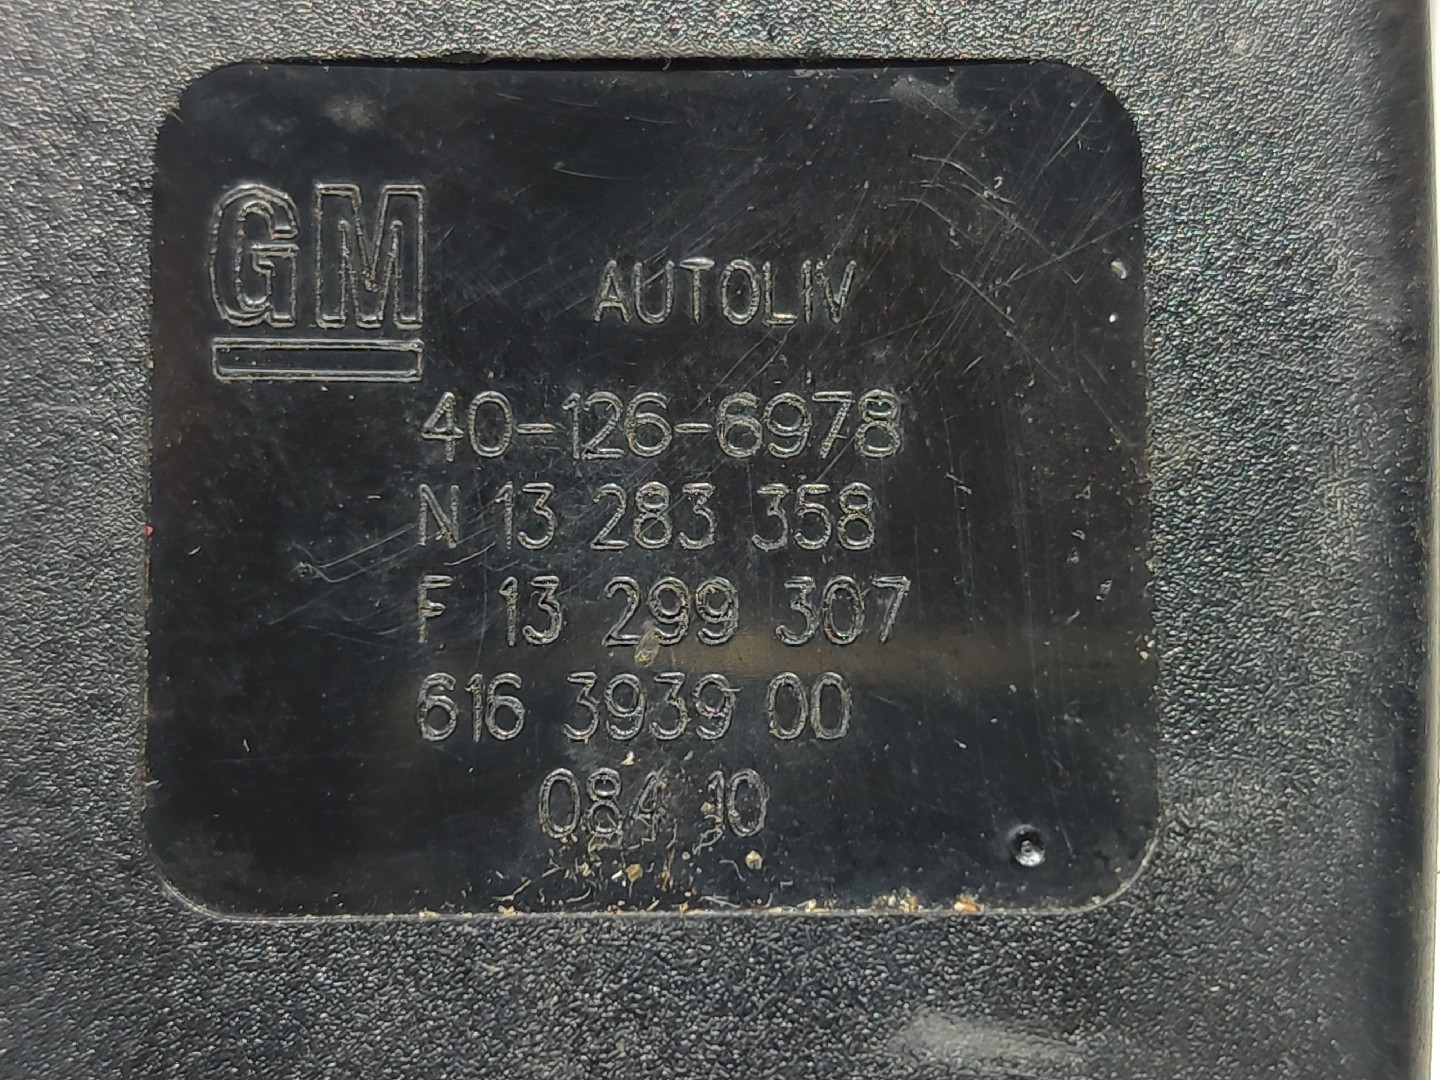 GM
AUTOLIV
40-126-6978
N 13 283 358
F 13 299 307
616 3939 00
084 10